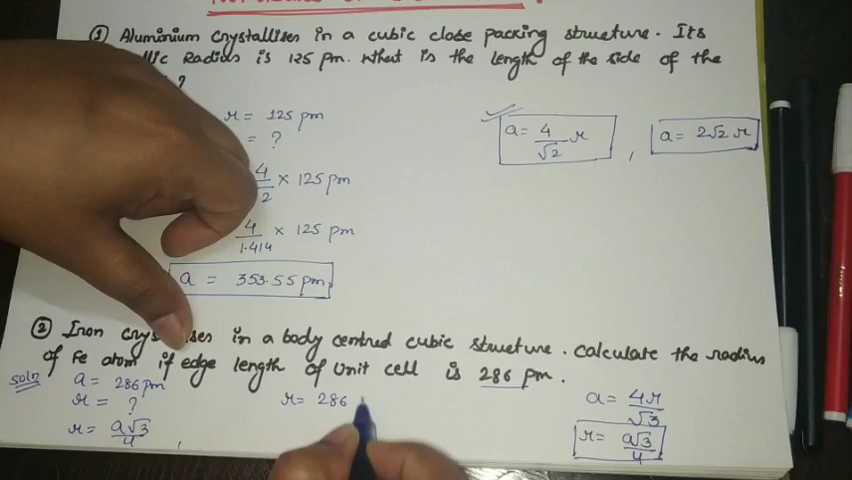 ① Aluminium crystallises in a cubic close packing structure. Its
Radius is 125 pm. what is the length of the side of the
?
r = 125 pm
= ?
a = 4/√2 r , a = 2√2 r
4/2 × 125 pm
4/1.414 × 125 pm
a = 353.55 pm
② Iron in a body centred cubic structure. calculate the radius
of Fe atom if edge length of Unit cell is 286 pm.
soln a = 286 pm
r = ?
r = a√3/4 ,
r = 286
a = 4r/√3
r = a√3/4